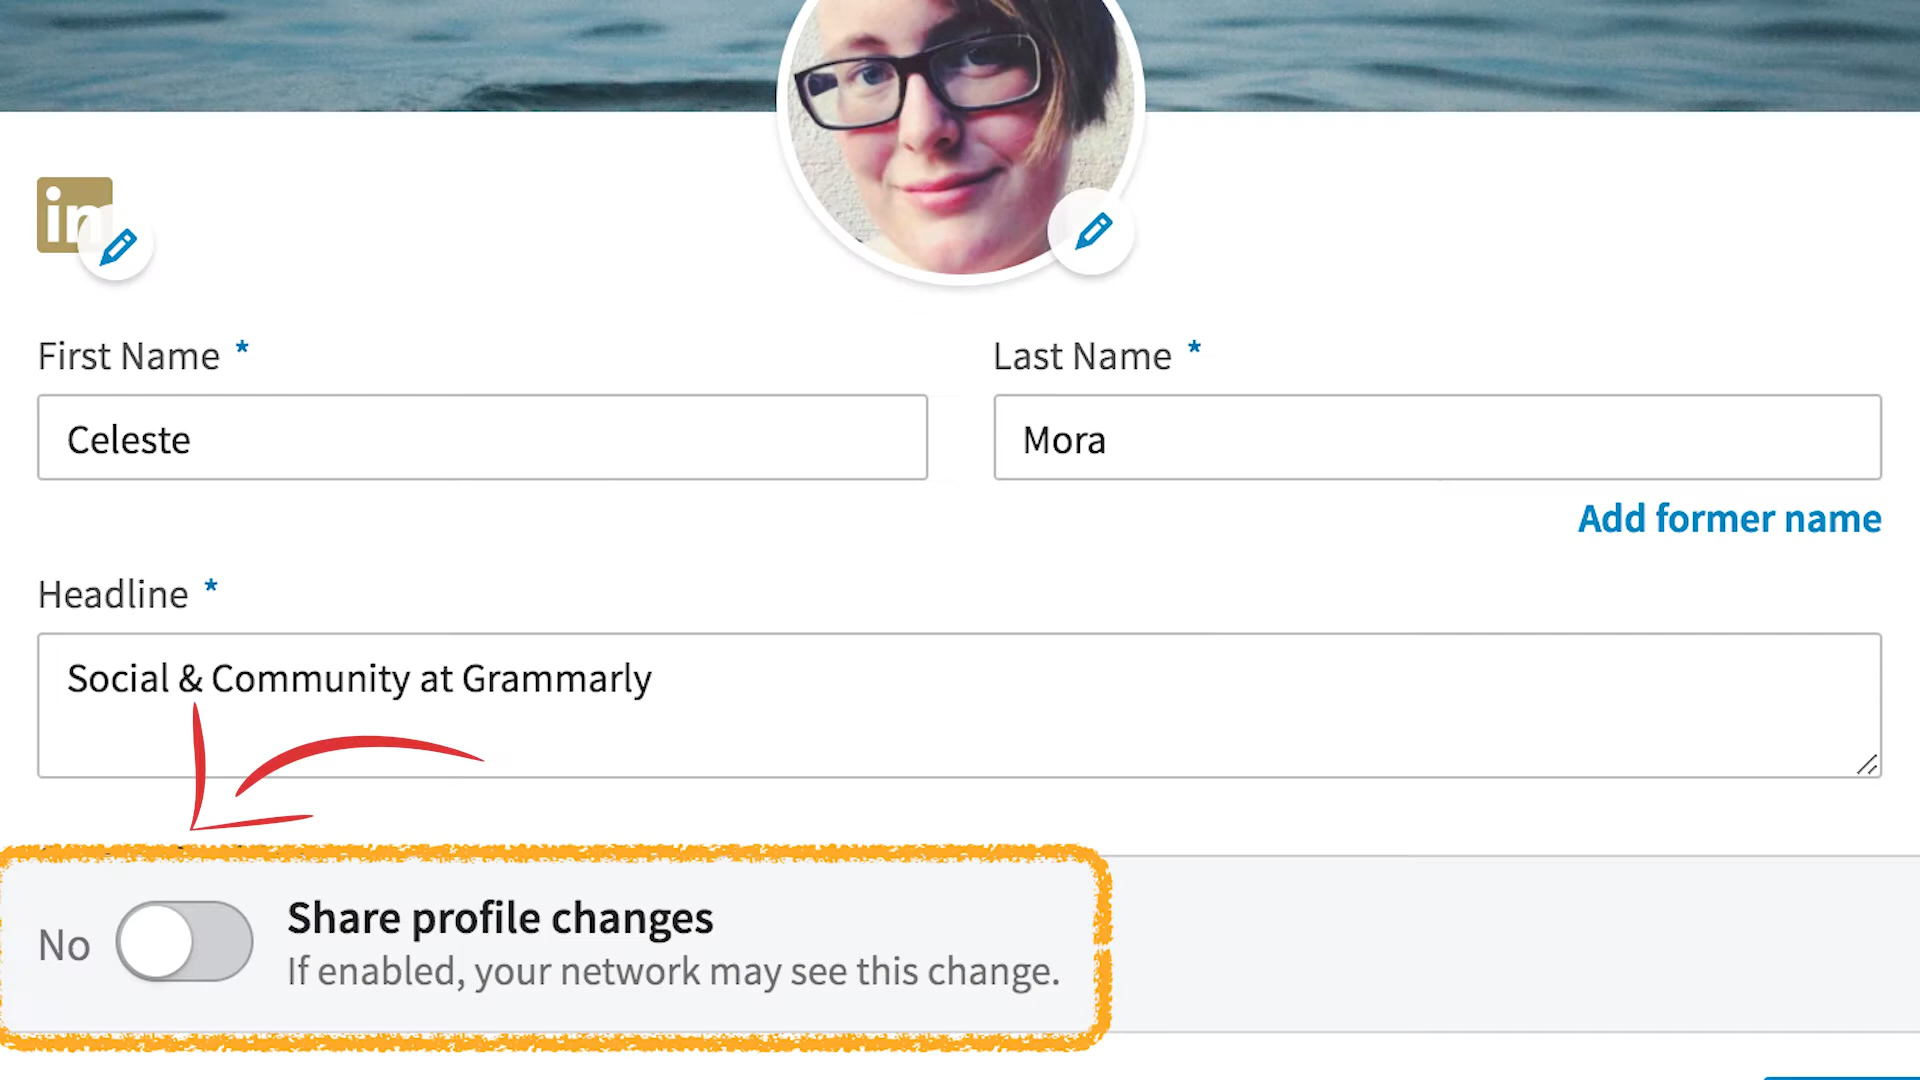 in
First Name *
Last Name *
Celeste
Mora
Add former name
Headline *
Social & Community at Grammarly
No
Share profile changes
If enabled, your network may see this change.